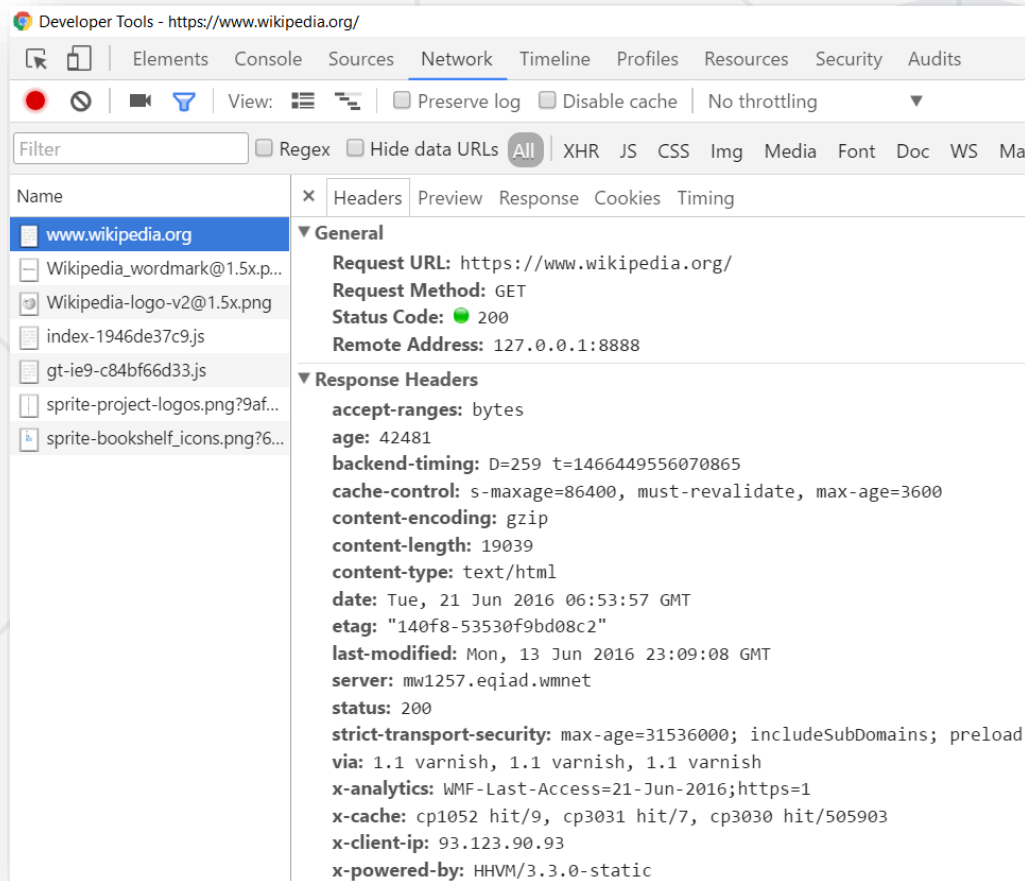 Developer Tools - https://www.wikipedia.org/
Elements Console Sources Network Timeline Profiles Resources Security Audits
View: Preserve log Disable cache No throttling
Filter Regex Hide data URLs All XHR JS CSS Img Media Font Doc WS Ma
Name
www.wikipedia.org
Wikipedia_wordmark@1.5x.p...
Wikipedia-logo-v2@1.5x.png
index-1946de37c9.js
gt-ie9-c84bf66d33.js
sprite-project-logos.png?9af...
sprite-bookshelf_icons.png?6...
× Headers Preview Response Cookies Timing
General
Request URL: https://www.wikipedia.org/
Request Method: GET
Status Code: 200
Remote Address: 127.0.0.1:8888
Response Headers
accept-ranges: bytes
age: 42481
backend-timing: D=259 t=1466449556070865
cache-control: s-maxage=86400, must-revalidate, max-age=3600
content-encoding: gzip
content-length: 19039
content-type: text/html
date: Tue, 21 Jun 2016 06:53:57 GMT
etag: "140f8-53530f9bd08c2"
last-modified: Mon, 13 Jun 2016 23:09:08 GMT
server: mw1257.eqiad.wmnet
status: 200
strict-transport-security: max-age=31536000; includeSubDomains; preload
via: 1.1 varnish, 1.1 varnish, 1.1 varnish
x-analytics: WMF-Last-Access=21-Jun-2016;https=1
x-cache: cp1052 hit/9, cp3031 hit/7, cp3030 hit/505903
x-client-ip: 93.123.90.93
x-powered-by: HHVM/3.3.0-static